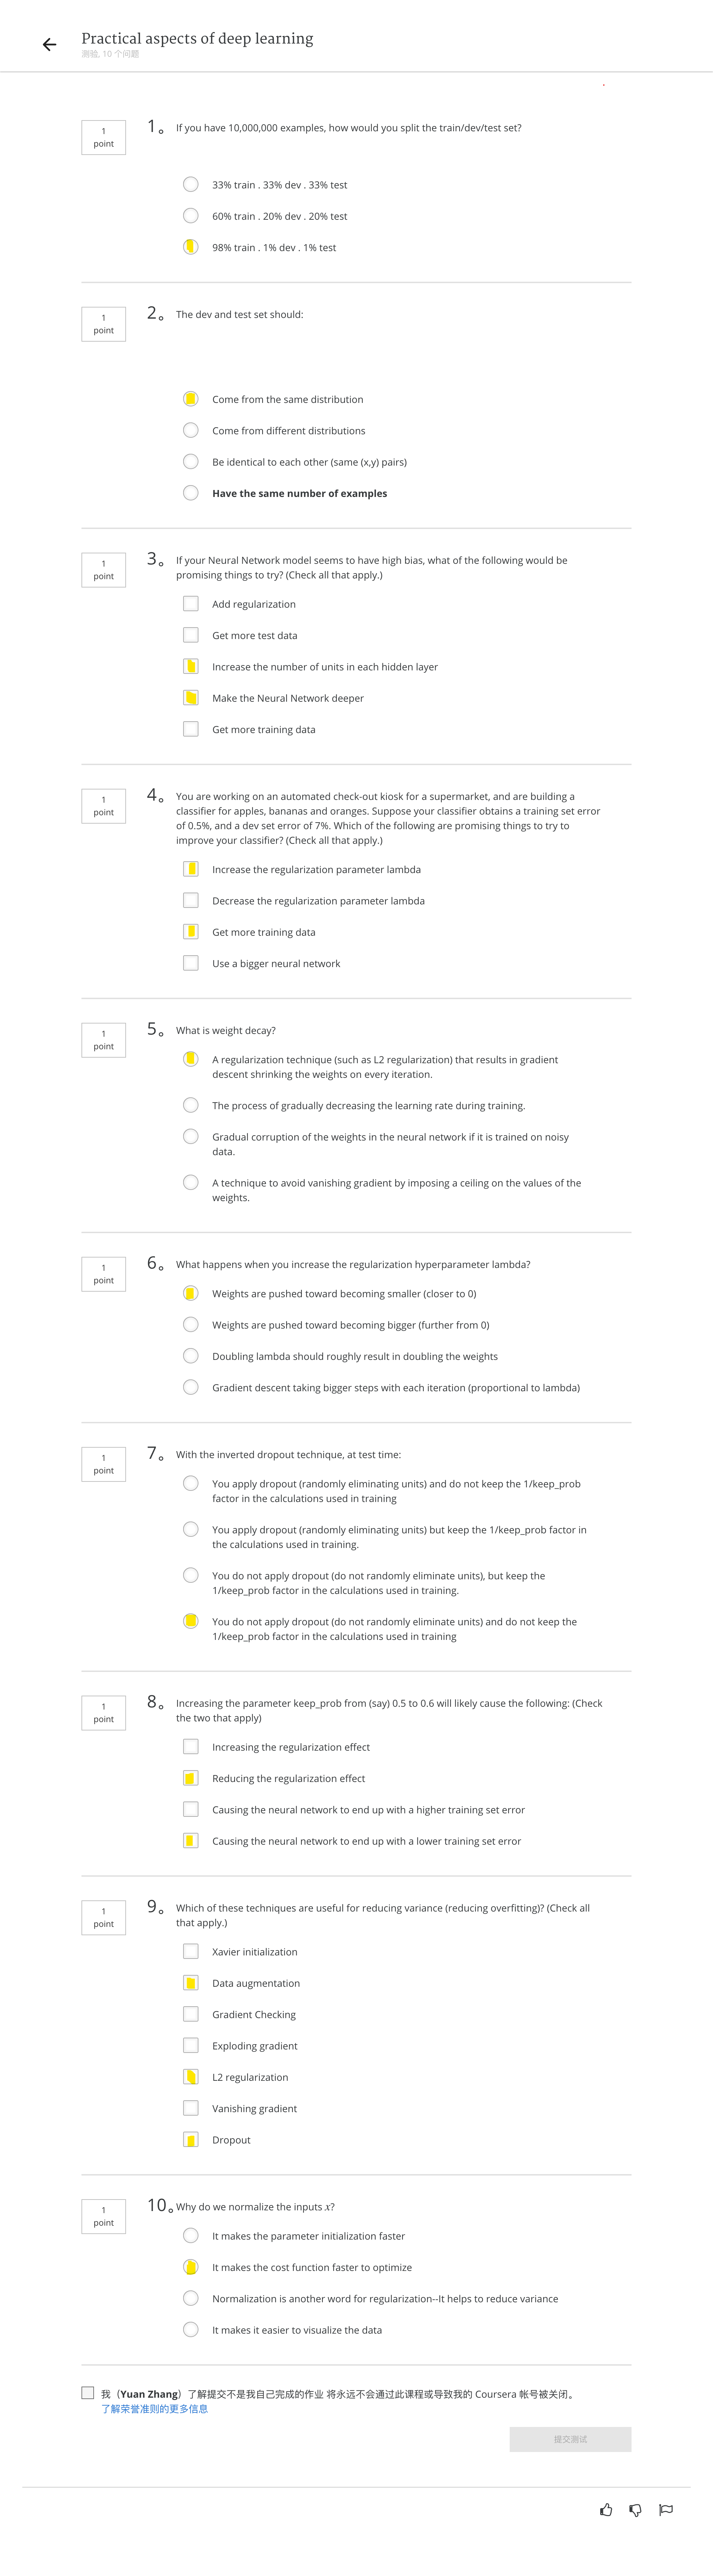 Practical aspects of deep learning
测验, 10 个问题
1
point
1。
If you have 10,000,000 examples, how would you split the train/dev/test set?
33% train . 33% dev . 33% test
60% train . 20% dev . 20% test
98% train . 1% dev . 1% test
1
point
2。
The dev and test set should:
Come from the same distribution
Come from different distributions
Be identical to each other (same (x,y) pairs)
Have the same number of examples
1
point
3。
If your Neural Network model seems to have high bias, what of the following would be
promising things to try? (Check all that apply.)
Add regularization
Get more test data
Increase the number of units in each hidden layer
Make the Neural Network deeper
Get more training data
1
point
4。
You are working on an automated check-out kiosk for a supermarket, and are building a
classifier for apples, bananas and oranges. Suppose your classifier obtains a training set error
of 0.5%, and a dev set error of 7%. Which of the following are promising things to try to
improve your classifier? (Check all that apply.)
Increase the regularization parameter lambda
Decrease the regularization parameter lambda
Get more training data
Use a bigger neural network
1
point
5。
What is weight decay?
A regularization technique (such as L2 regularization) that results in gradient
descent shrinking the weights on every iteration.
The process of gradually decreasing the learning rate during training.
Gradual corruption of the weights in the neural network if it is trained on noisy
data.
A technique to avoid vanishing gradient by imposing a ceiling on the values of the
weights.
1
point
6。
What happens when you increase the regularization hyperparameter lambda?
Weights are pushed toward becoming smaller (closer to 0)
Weights are pushed toward becoming bigger (further from 0)
Doubling lambda should roughly result in doubling the weights
Gradient descent taking bigger steps with each iteration (proportional to lambda)
1
point
7。
With the inverted dropout technique, at test time:
You apply dropout (randomly eliminating units) and do not keep the 1/keep_prob
factor in the calculations used in training
You apply dropout (randomly eliminating units) but keep the 1/keep_prob factor in
the calculations used in training.
You do not apply dropout (do not randomly eliminate units), but keep the
1/keep_prob factor in the calculations used in training.
You do not apply dropout (do not randomly eliminate units) and do not keep the
1/keep_prob factor in the calculations used in training
1
point
8。
Increasing the parameter keep_prob from (say) 0.5 to 0.6 will likely cause the following: (Check
the two that apply)
Increasing the regularization effect
Reducing the regularization effect
Causing the neural network to end up with a higher training set error
Causing the neural network to end up with a lower training set error
1
point
9。
Which of these techniques are useful for reducing variance (reducing overfitting)? (Check all
that apply.)
Xavier initialization
Data augmentation
Gradient Checking
Exploding gradient
L2 regularization
Vanishing gradient
Dropout
1
point
10。
Why do we normalize the inputs x?
It makes the parameter initialization faster
It makes the cost function faster to optimize
Normalization is another word for regularization--It helps to reduce variance
It makes it easier to visualize the data
我（Yuan Zhang）了解提交不是我自己完成的作业 将永远不会通过此课程或导致我的 Coursera 帐号被关闭。
了解荣誉准则的更多信息
提交测试